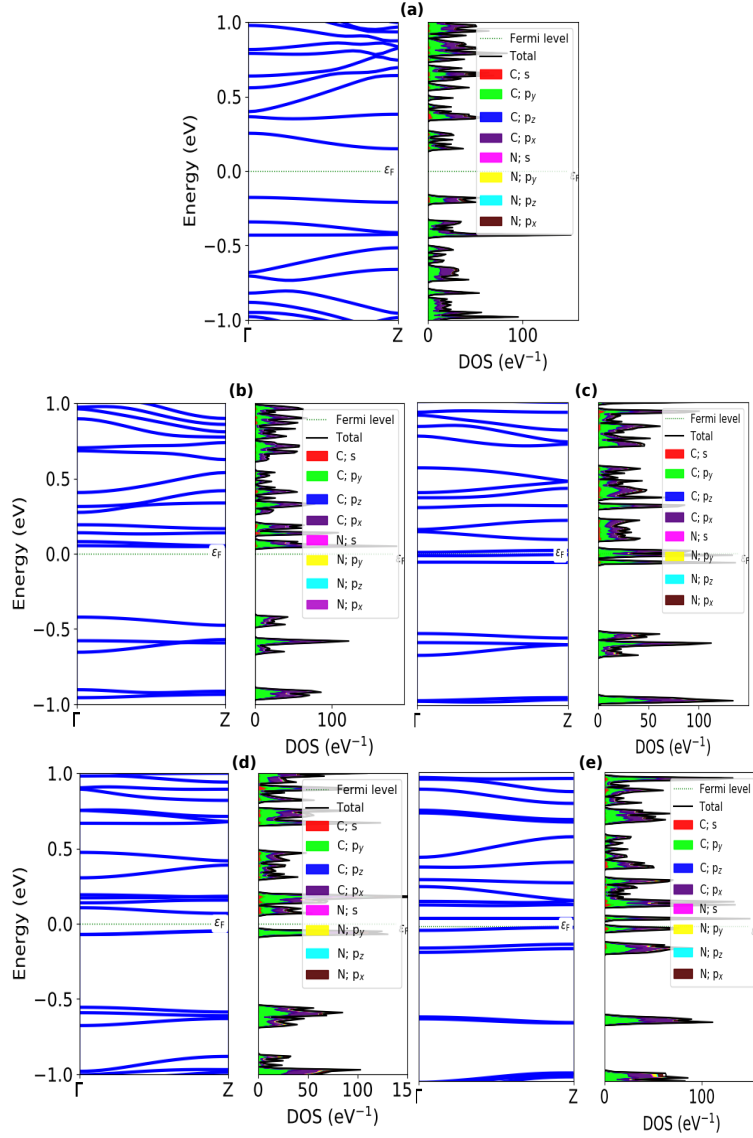 (a)
1.0
0.5
0.0
−0.5
−1.0
Energy (eV)
εF
Γ
Z
Fermi level
Total
C; s
C; py
C; pz
C; px
N; s
N; py
N; pz
N; px
εF
0
100
DOS (eV−1)
(b)
1.0
0.5
0.0
−0.5
−1.0
Energy (eV)
εF
Γ
Z
Fermi level
Total
C; s
C; py
C; pz
C; px
N; s
N; py
N; pz
N; px
εF
0
100
DOS (eV−1)
(c)
εF
Γ
Z
Fermi level
Total
C; s
C; py
C; pz
C; px
N; s
N; py
N; pz
N; px
εF
0
50
100
DOS (eV−1)
(d)
1.0
0.5
0.0
−0.5
−1.0
Energy (eV)
εF
Γ
Z
Fermi level
Total
C; s
C; py
C; pz
C; px
N; s
N; py
N; pz
N; px
εF
0
50
100
15
DOS (eV−1)
(e)
εF
Γ
Z
Fermi level
Total
C; s
C; py
C; pz
C; px
N; s
N; py
N; pz
N; px
0
100
DOS (eV−1)